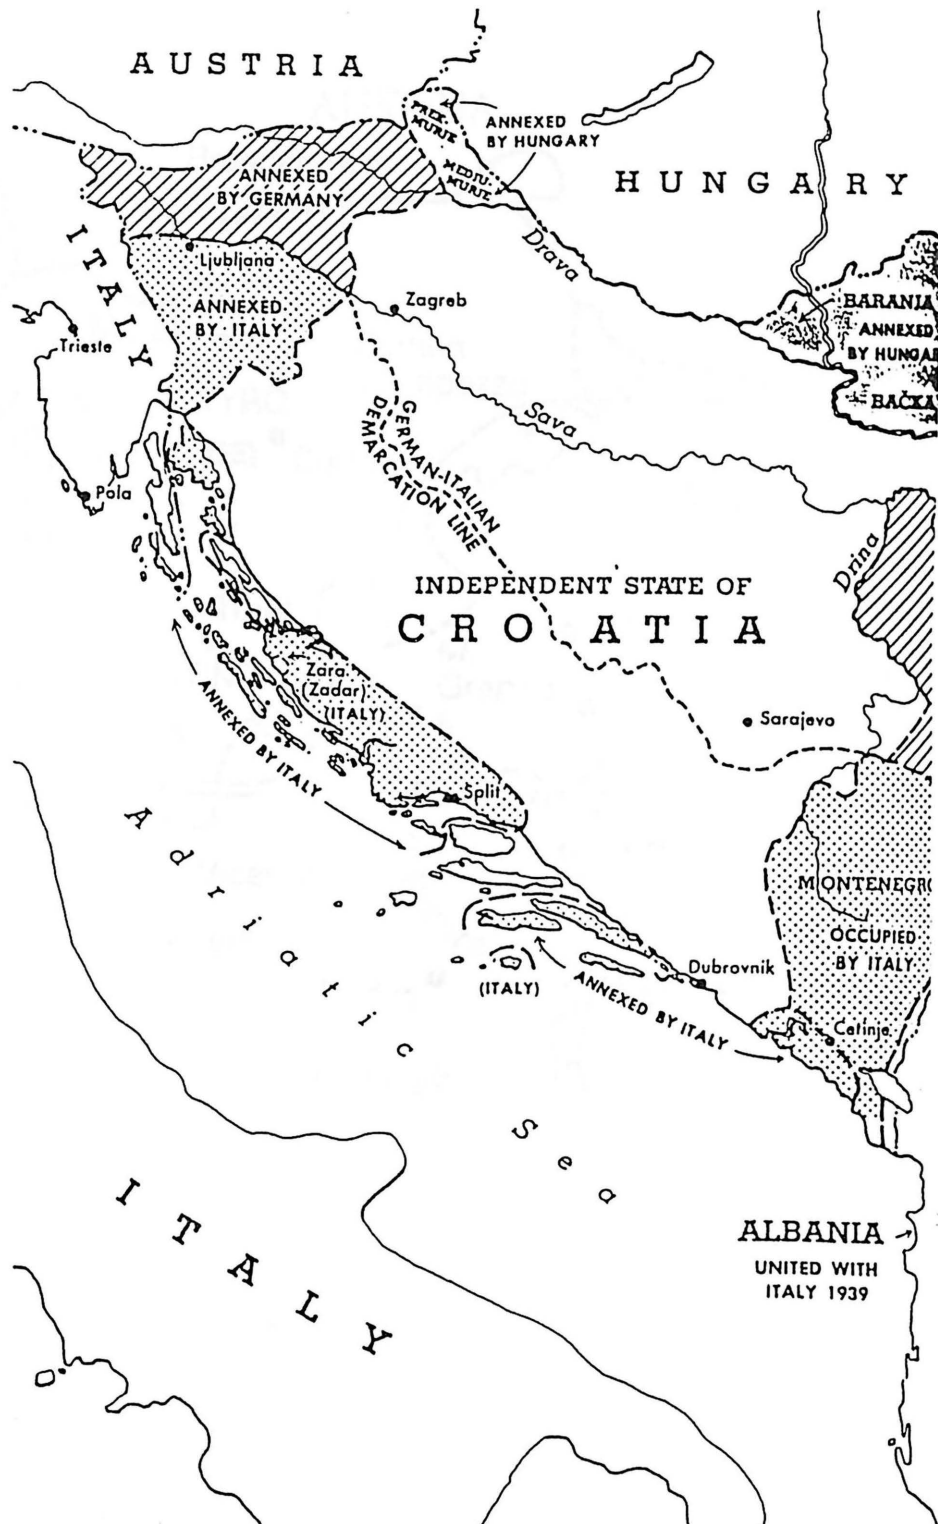 AUSTRIA
PREK-
MURJE
ANNEXED
BY HUNGARY
MEDJU-
MURJE
HUNGARY
ANNEXED
BY GERMANY
ITALY
Ljubljana
Drava
ANNEXED
BY ITALY
Zagreb
BARANJA
ANNEXED
BY HUNGAR
BAČKA
Trieste
Sava
GERMAN-ITALIAN
DEMARCATION LINE
Pola
Drina
INDEPENDENT STATE OF
CROATIA
Zara
(Zadar)
(ITALY)
Sarajevo
ANNEXED BY ITALY
Split
Adriatic Sea
MONTENEGRO
OCCUPIED
BY ITALY
Dubrovnik
(ITALY)
ANNEXED BY ITALY
Cetinje
ITALY
ALBANIA
UNITED WITH
ITALY 1939